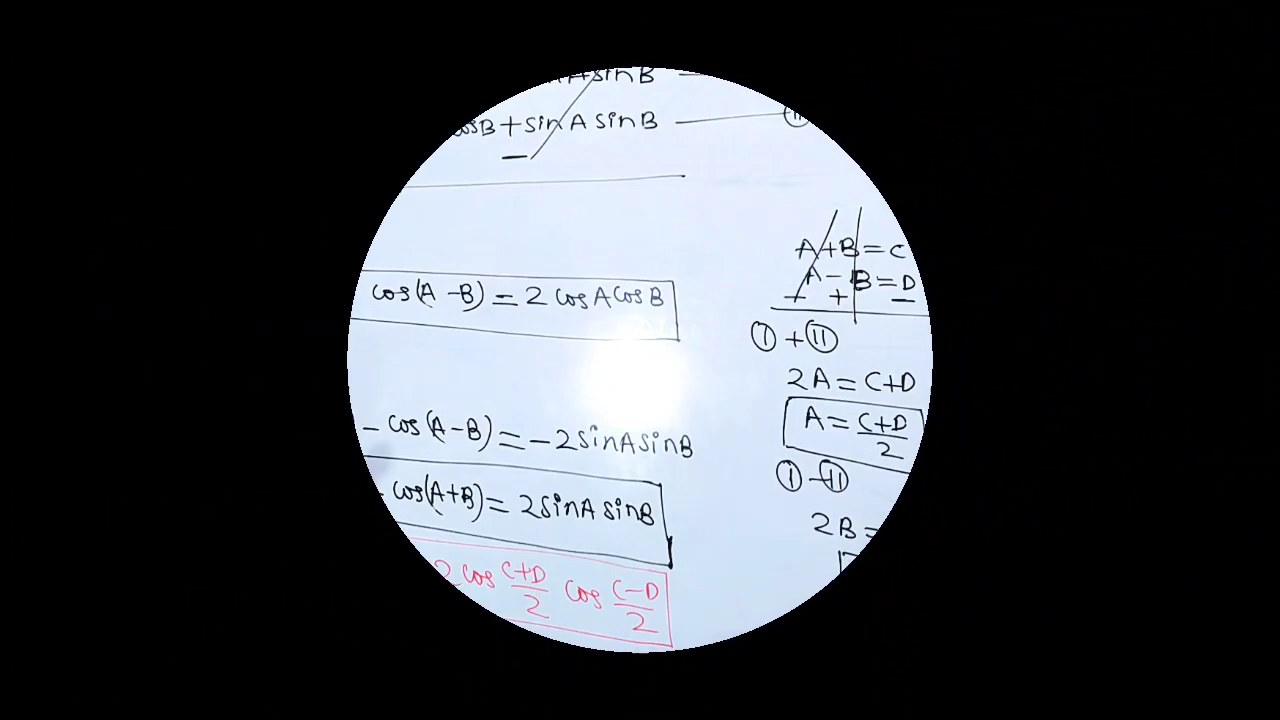 A sin B
cos B + sin A sin B
−
cos(A − B) = 2 cos A cos B
− cos(A − B) = − 2 sin A sin B
− cos(A + B) = 2 sin A sin B
2 cos C+D/2 cos C−D/2
A + B = C
A − B = D
− + −
Ⓘ + Ⓘⓘ
2A = C+D
A = C+D/2
Ⓘ − Ⓘⓘ
2B =